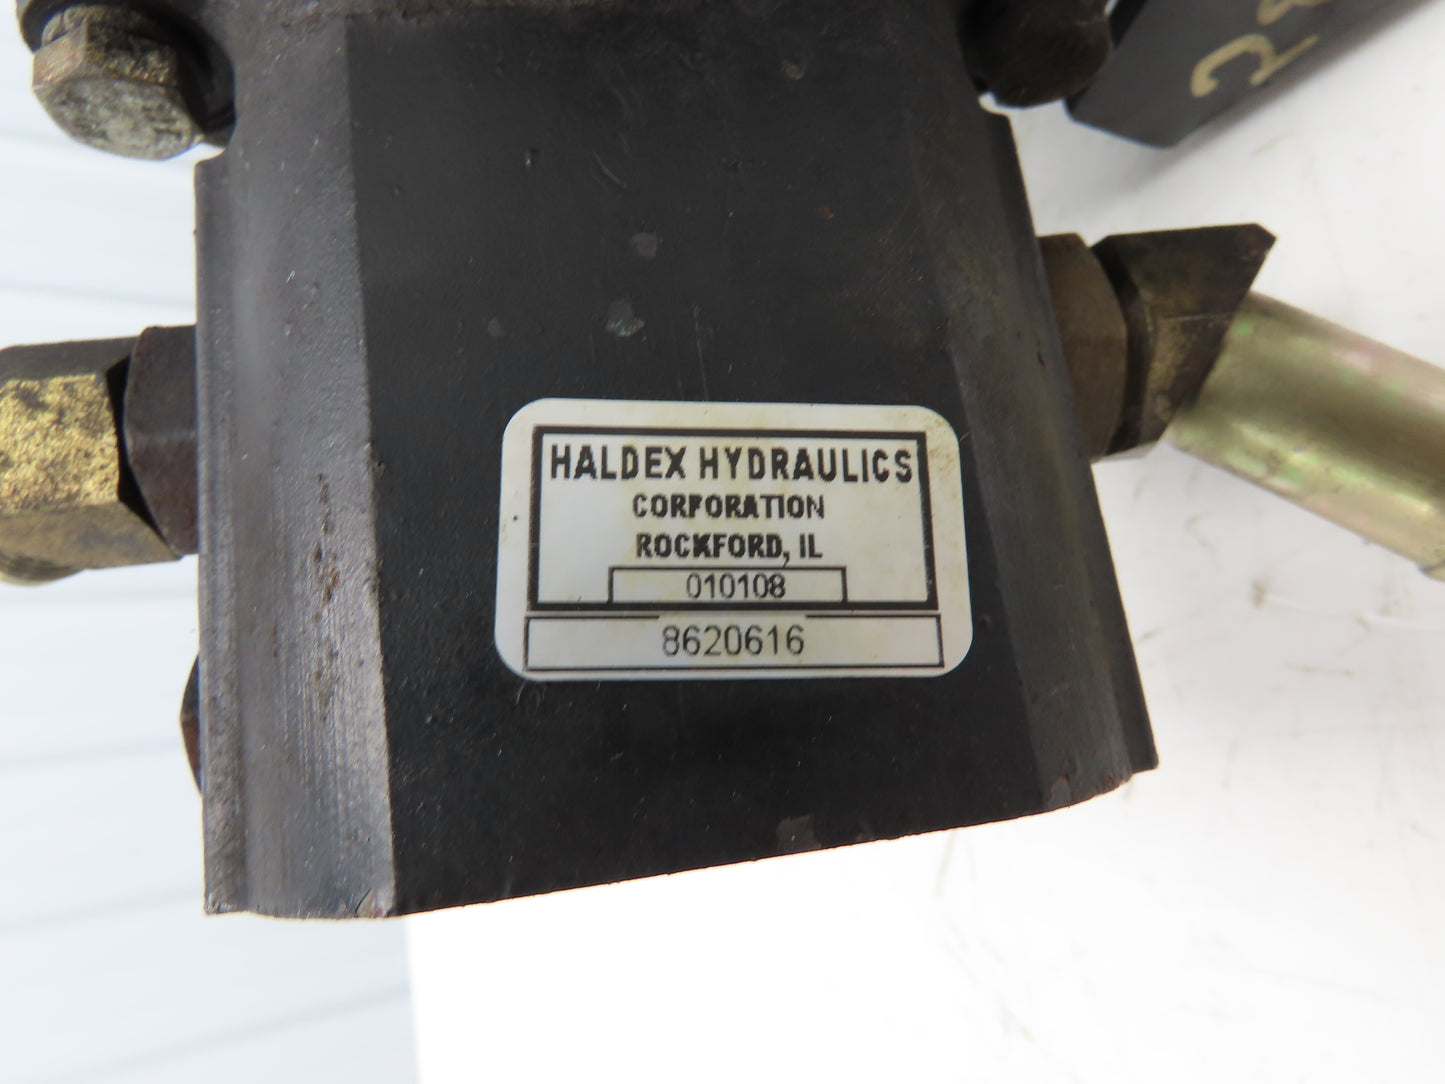 HALDEX HYDRAULICS
CORPORATION
ROCKFORD, IL
010108
8620616